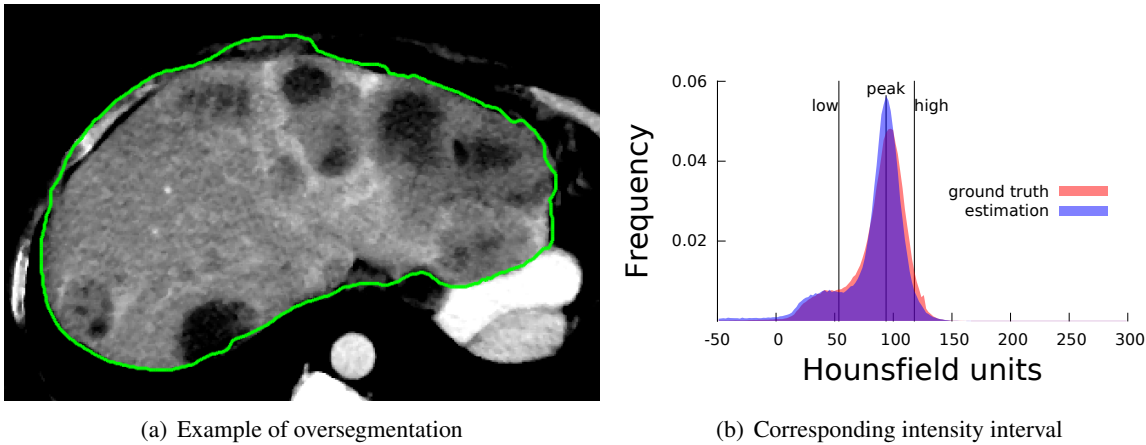 0.06
0.04
0.02
-50 0 50 100 150 200 250 300
low
peak
high
ground truth
estimation
Frequency
Hounsfield units
(a) Example of oversegmentation
(b) Corresponding intensity interval